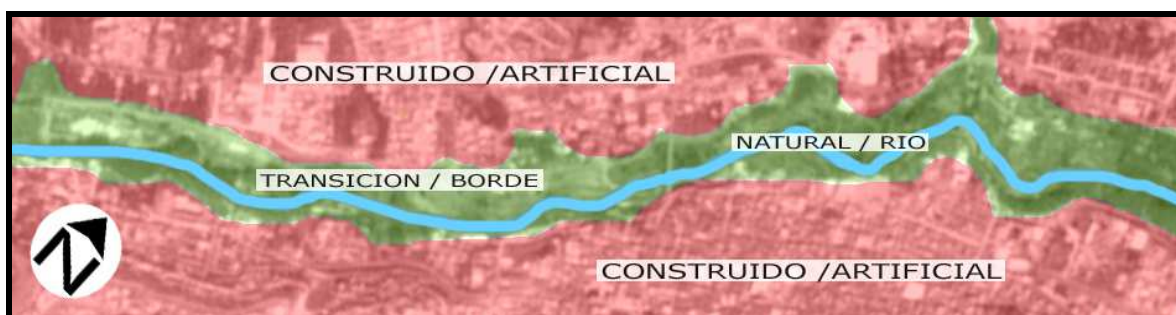 CONSTRUIDO /ARTIFICIAL
NATURAL / RIO
TRANSICION / BORDE
CONSTRUIDO /ARTIFICIAL